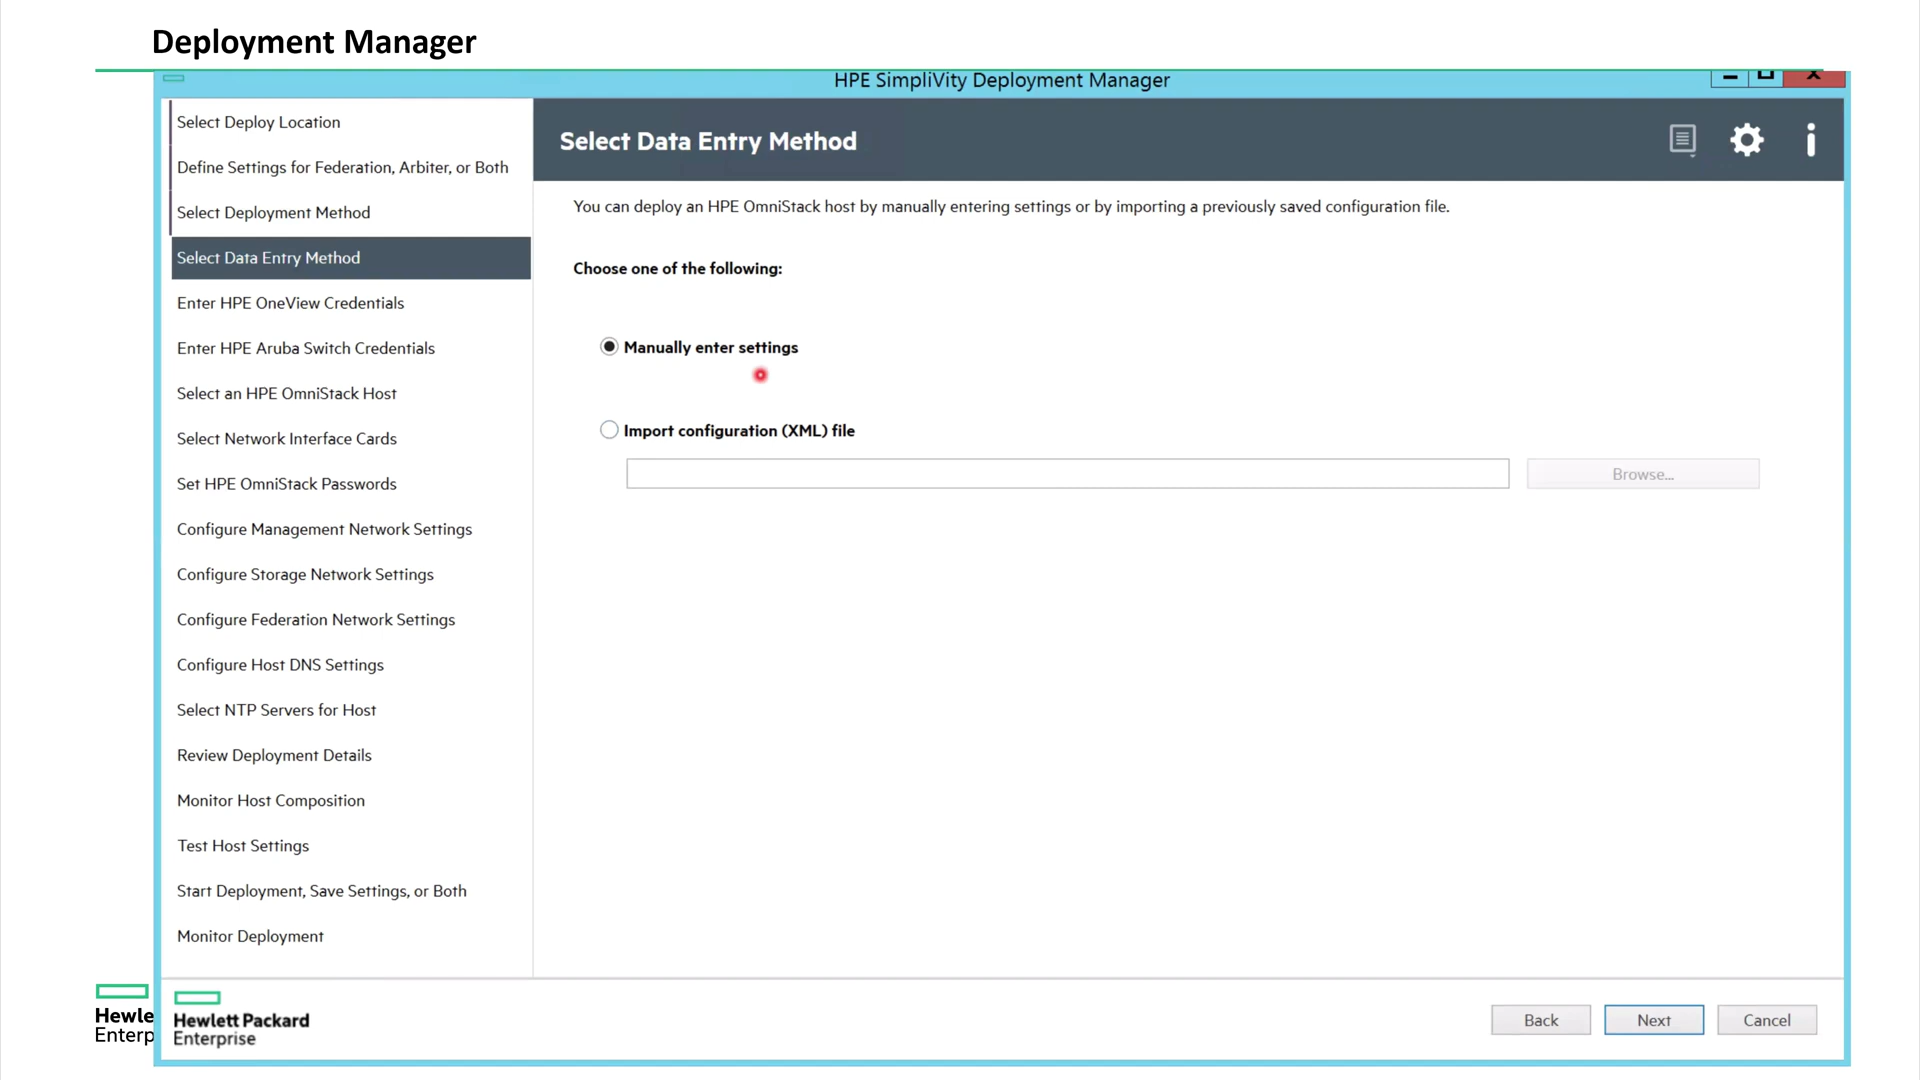 Deployment Manager
HPE SimpliVity Deployment Manager
Select Deploy Location
Define Settings for Federation, Arbiter, or Both
Select Deployment Method
Select Data Entry Method
Enter HPE OneView Credentials
Enter HPE Aruba Switch Credentials
Select an HPE OmniStack Host
Select Network Interface Cards
Set HPE OmniStack Passwords
Configure Management Network Settings
Configure Storage Network Settings
Configure Federation Network Settings
Configure Host DNS Settings
Select NTP Servers for Host
Review Deployment Details
Monitor Host Composition
Test Host Settings
Start Deployment, Save Settings, or Both
Monitor Deployment
Select Data Entry Method
You can deploy an HPE OmniStack host by manually entering settings or by importing a previously saved configuration file.
Choose one of the following:
Manually enter settings
Import configuration (XML) file
Browse...
Hewle
Enterp
Hewlett Packard
Enterprise
Back
Next
Cancel